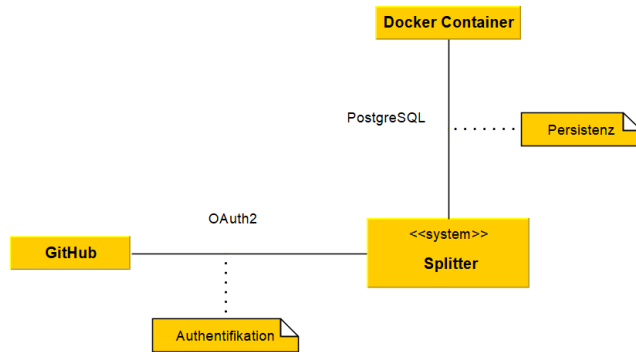 Docker Container
PostgreSQL
Persistenz
OAuth2
<<system>>
Splitter
GitHub
Authentifikation